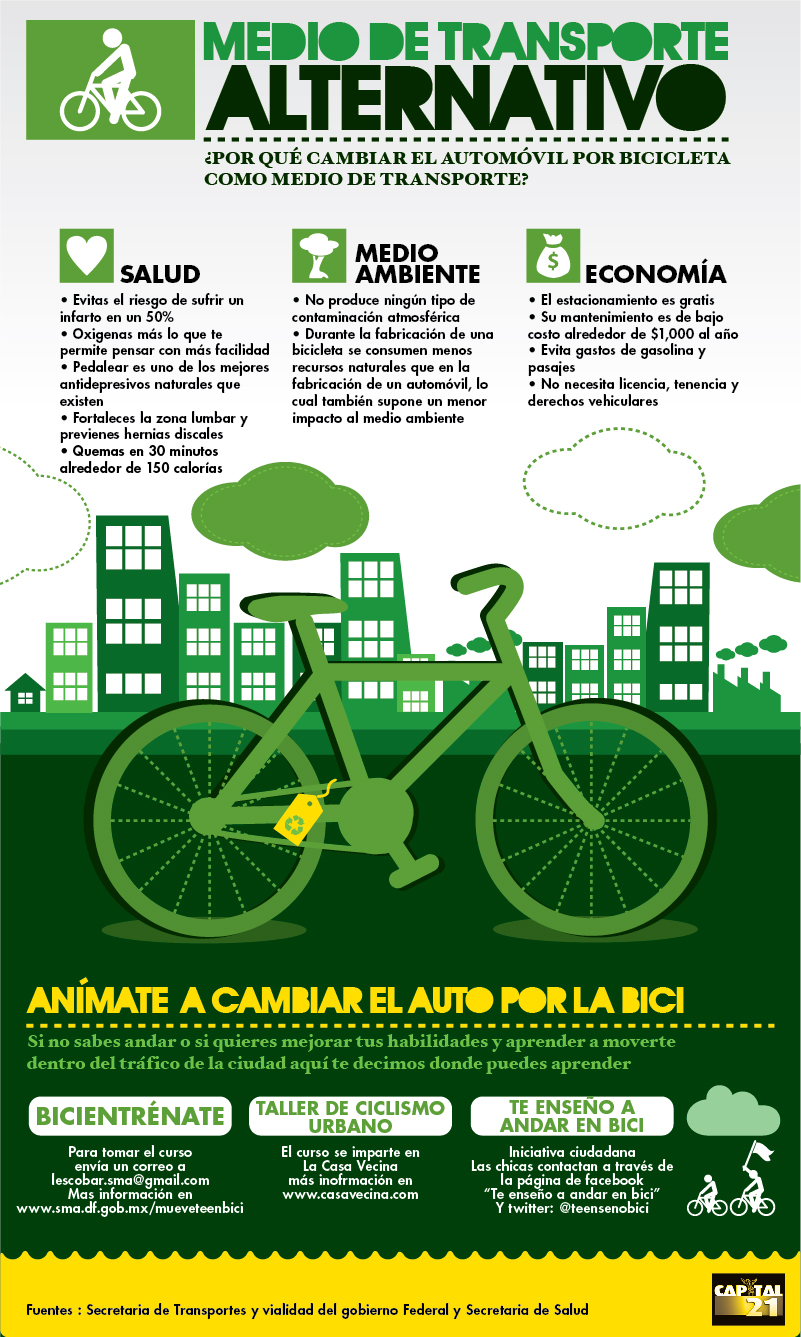 MEDIO DE TRANSPORTE
ALTERNATIVO
¿POR QUÉ CAMBIAR EL AUTOMÓVIL POR BICICLETA
COMO MEDIO DE TRANSPORTE?
SALUD
• Evitas el riesgo de sufrir un
infarto en un 50%
• Oxigenas más lo que te
permite pensar con más facilidad
• Pedalear es uno de los mejores
antidepresivos naturales que
existen
• Fortaleces la zona lumbar y
previenes hernias discales
• Quemas en 30 minutos
alrededor de 150 calorías
MEDIO
AMBIENTE
• No produce ningún tipo de
contaminación atmosférica
• Durante la fabricación de una
bicicleta se consumen menos
recursos naturales que en la
fabricación de un automóvil, lo
cual también supone un menor
impacto al medio ambiente
$
ECONOMÍA
• El estacionamiento es gratis
• Su mantenimiento es de bajo
costo alrededor de $1,000 al año
• Evita gastos de gasolina y
pasajes
• No necesita licencia, tenencia y
derechos vehiculares
ANÍMATE A CAMBIAR EL AUTO POR LA BICI
Si no sabes andar o si quieres mejorar tus habilidades y aprender a moverte
dentro del tráfico de la ciudad aquí te decimos donde puedes aprender
BICIENTRÉNATE
Para tomar el curso
envía un correo a
lescobar.sma@gmail.com
Mas información en
www.sma.df.gob.mx/mueveteenbici
TALLER DE CICLISMO
URBANO
El curso se imparte en
La Casa Vecina
más inofrmación en
www.casavecina.com
TE ENSEÑO A
ANDAR EN BICI
Iniciativa ciudadana
Las chicas contactan a través de
la página de facebook
“Te enseño a andar en bici”
Y twitter: @teensenobici
Fuentes : Secretaria de Transportes y vialidad del gobierno Federal y Secretaria de Salud
CAPITAL
21